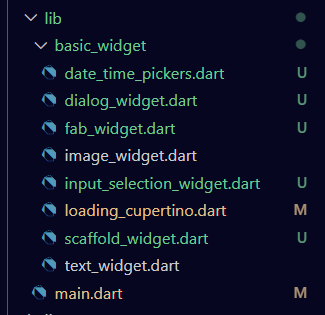 lib
basic_widget
date_time_pickers.dart U
dialog_widget.dart U
fab_widget.dart U
image_widget.dart
input_selection_widget.dart U
loading_cupertino.dart M
scaffold_widget.dart U
text_widget.dart
main.dart M